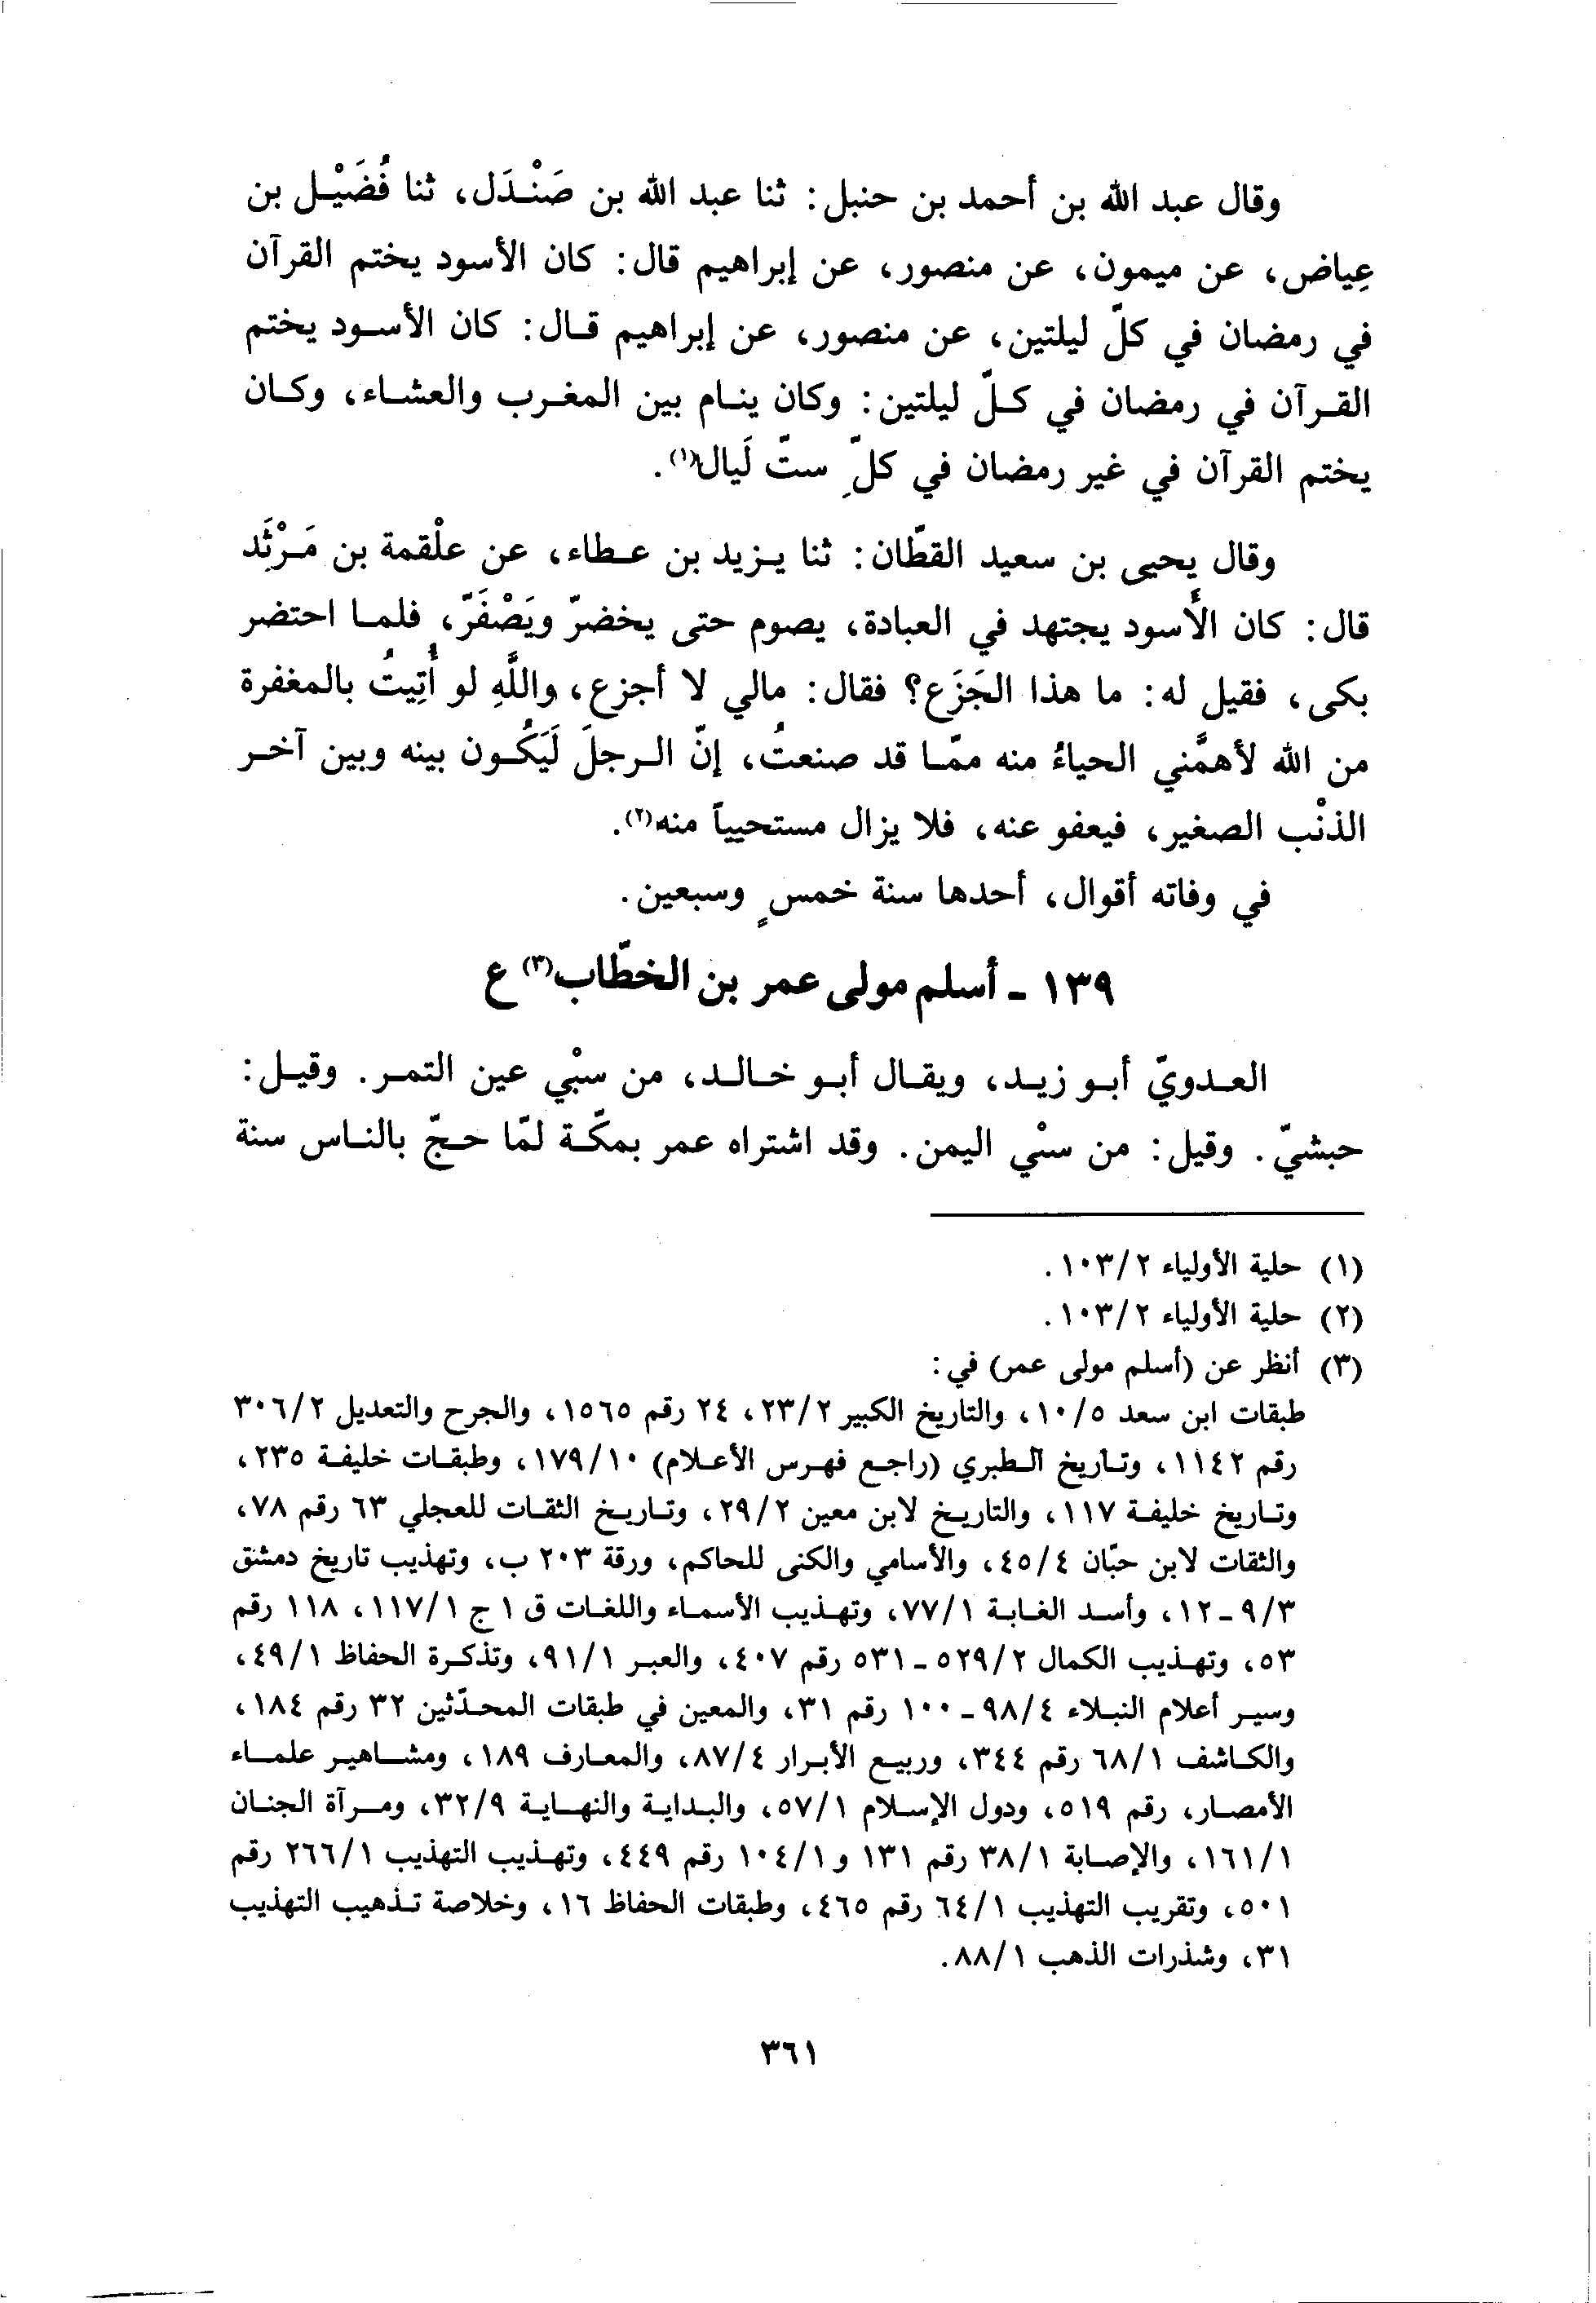 وقال عبد الله بن أحمد بن حنبل: ثنا عبد الله بن صَنْدَل، ثنا فُضَيْل بن
عِياض، عن ميمون، عن منصور، عن إبراهيم قال: كان الأسود يختم القرآن
في رمضان في كلّ ليلتين، عن منصور، عن إبراهيم قال: كان الأسود يختم
القرآن في رمضان في كلّ ليلتين: وكان ينام بين المغرب والعشاء، وكان
يختم القرآن في غير رمضان في كلِّ ستّ لَيال(١).
وقال يحيى بن سعيد القطّان: ثنا يزيد بن عطاء، عن علْقمة بن مَرْثَد
قال: كان الأسود يجتهد في العبادة، يصوم حتى يخضرّ ويَصْفَرّ، فلما احتضر
بكى، فقيل له: ما هذا الجَزَع؟ فقال: مالي لا أجزع، واللَّهِ لو أُتِيتُ بالمغفرة
من الله لأهمَّني الحياءُ منه ممّا قد صنعتُ، إنّ الرجلَ لَيَكُون بينه وبين آخر
الذنْب الصغير، فيعفو عنه، فلا يزال مستحيياً منه(٢).
في وفاته أقوال، أحدها سنة خمسٍ وسبعين.
١٣٩ - أسلم مولى عمر بن الخطّاب(٣) ع
العدويّ أبو زيد، ويقال أبو خالد، من سبْي عين التمر. وقيل:
حبشيّ. وقيل: من سبْي اليمن. وقد اشتراه عمر بمكّة لمّا حجّ بالناس سنة
(١) حلية الأولياء ١٠٣/٢.
(٢) حلية الأولياء ١٠٣/٢.
(٣) أنظر عن (أسلم مولى عمر) في:
طبقات ابن سعد ١٠/٥، والتاريخ الكبير ٢٣/٢، ٢٤ رقم ١٥٦٥، والجرح والتعديل ٣٠٦/٢
رقم ١١٤٢، وتاريخ الطبري (راجع فهرس الأعلام) ١٧٩/١٠، وطبقات خليفة ٢٣٥،
وتاريخ خليفة ١١٧، والتاريخ لابن معين ٢٩/٢، وتاريخ الثقات للعجلي ٦٣ رقم ٧٨،
والثقات لابن حبّان ٤٥/٤، والأسامي والكنى للحاكم، ورقة ٢٠٣ ب، وتهذيب تاريخ دمشق
٩/٣ - ١٢، وأسد الغابة ٧٧/١، وتهذيب الأسماء واللغات ق ١ ج ١١٧/١، ١١٨ رقم
٥٣، وتهذيب الكمال ٥٢٩/٢ - ٥٣١ رقم ٤٠٧، والعبر ٩١/١، وتذكرة الحفاظ ٤٩/١،
وسير أعلام النبلاء ٩٨/٤ - ١٠٠ رقم ٣١، والمعين في طبقات المحدّثين ٣٢ رقم ١٨٤،
والكاشف ٦٨/١ رقم ٣٤٤، وربيع الأبرار ٨٧/٤، والمعارف ١٨٩، ومشاهير علماء
الأمصار، رقم ٥١٩، ودول الإسلام ٥٧/١، والبداية والنهاية ٣٢/٩، ومرآة الجنان
١٦١/١، والإصابة ٣٨/١ رقم ١٣١ و ١٠٤/١ رقم ٤٤٩، وتهذيب التهذيب ٢٦٦/١ رقم
٥٠١، وتقريب التهذيب ٦٤/١ رقم ٤٦٥، وطبقات الحفاظ ١٦، وخلاصة تذهيب التهذيب
٣١، وشذرات الذهب ٨٨/١.
٣٦١